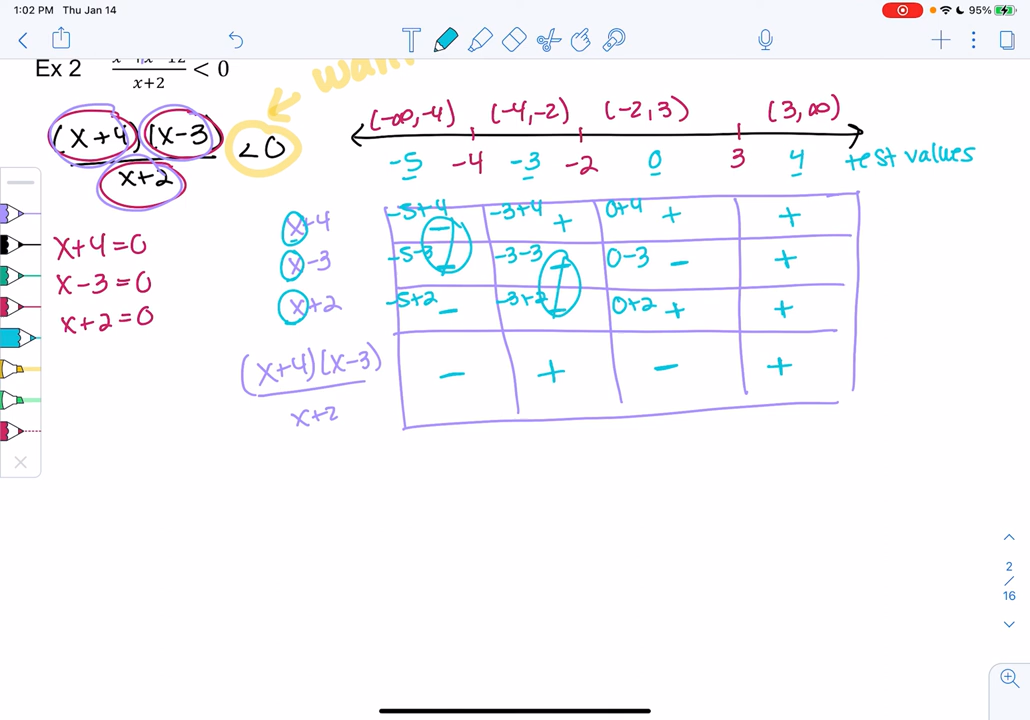 1:02 PM Thu Jan 14
95%
Ex 2 x+2 < 0
(x+4)(x-3) < 0
x+2
(-∞,-4) (-4,-2) (-2,3) (3,∞)
-5 -4 -3 -2 0 3 4 test values
x+4=0
x-3=0
x+2=0
x+4 -5+4 - -3+4 + 0+4 + +
x-3 -5-3 - -3-3 - 0-3 - +
x+2 -5+2 - -3+2 - 0+2 + +
(x+4)(x-3) - + - +
x+2
2
/
16